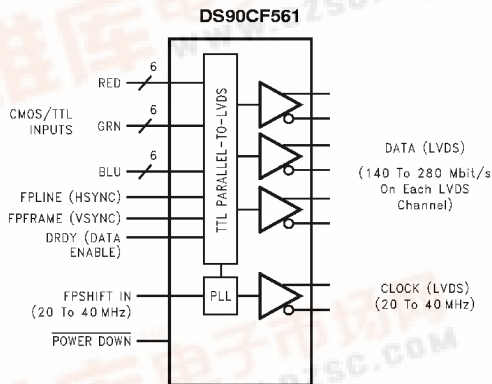 DS90CF561
RED
6
CMOS/TTL
INPUTS
GRN
6
BLU
6
FPLINE (HSYNC)
FPFRAME (VSYNC)
DRDY (DATA
ENABLE)
FPSHIFT IN
(20 To 40 MHz)
POWER DOWN
TTL PARALLEL-TO-LVDS
PLL
DATA (LVDS)
(140 To 280 Mbit/s
On Each LVDS
Channel)
CLOCK (LVDS)
(20 To 40 MHz)